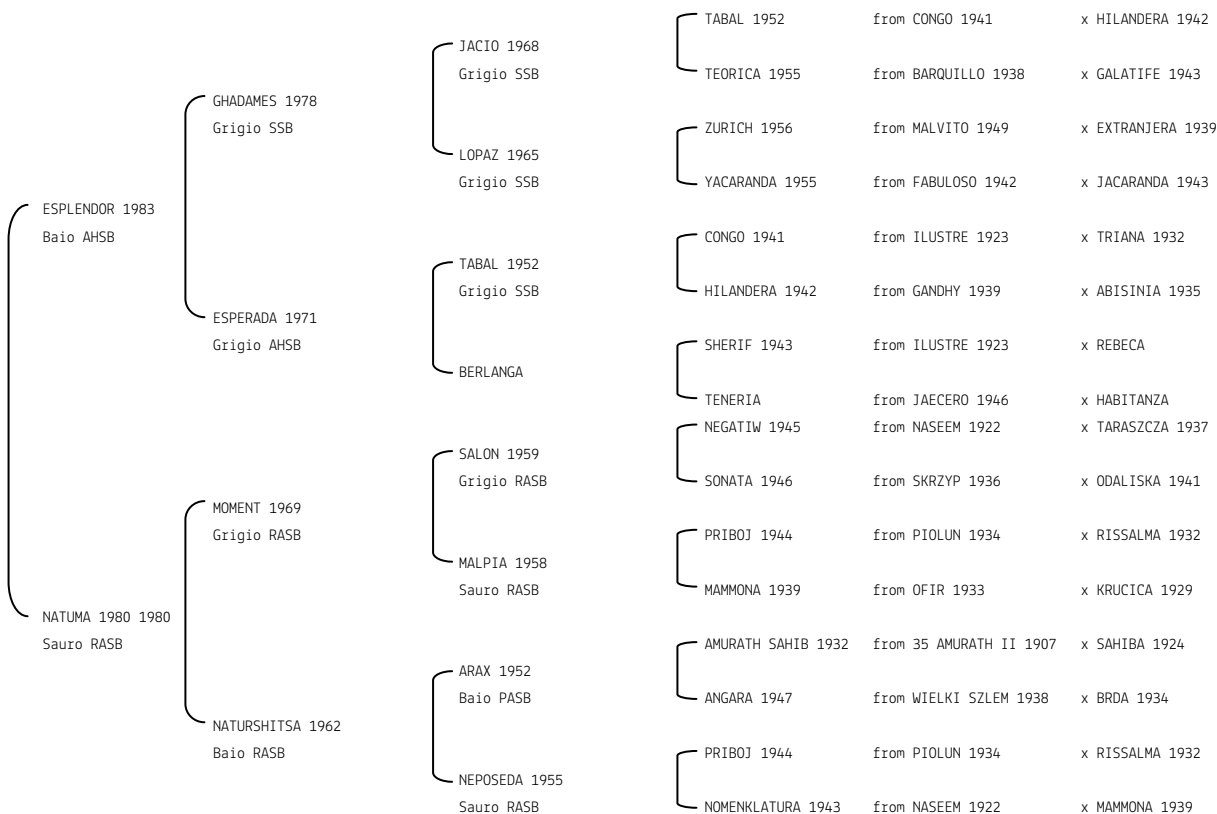 TABAL 1952 from CONGO 1941 x HILANDERA 1942
JACIO 1968
Grigio SSB TEORICA 1955 from BARQUILLO 1938 x GALATIFE 1943
GHADAMES 1978
Grigio SSB ZURICH 1956 from MALVITO 1949 x EXTRANJERA 1939
LOPAZ 1965
Grigio SSB YACARANDA 1955 from FABULOSO 1942 x JACARANDA 1943
ESPLENDOR 1983
Baio AHSB CONGO 1941 from ILUSTRE 1923 x TRIANA 1932
TABAL 1952
Grigio SSB HILANDERA 1942 from GANDHY 1939 x ABISINIA 1935
ESPERADA 1971
Grigio AHSB SHERIF 1943 from ILUSTRE 1923 x REBECA
BERLANGA
TENERIA from JAECERO 1946 x HABITANZA
NEGATIW 1945 from NASEEM 1922 x TARASZCZA 1937
SALON 1959
Grigio RASB SONATA 1946 from SKRZYP 1936 x ODALISKA 1941
MOMENT 1969
Grigio RASB PRIBOJ 1944 from PIOLUN 1934 x RISSALMA 1932
MALPIA 1958
Sauro RASB MAMMONA 1939 from OFIR 1933 x KRUCICA 1929
NATUMA 1980 1980
Sauro RASB AMURATH SAHIB 1932 from 35 AMURATH II 1907 x SAHIBA 1924
ARAX 1952
Baio PASB ANGARA 1947 from WIELKI SZLEM 1938 x BRDA 1934
NATURSHITSA 1962
Baio RASB PRIBOJ 1944 from PIOLUN 1934 x RISSALMA 1932
NEPOSEDA 1955
Sauro RASB NOMENKLATURA 1943 from NASEEM 1922 x MAMMONA 1939